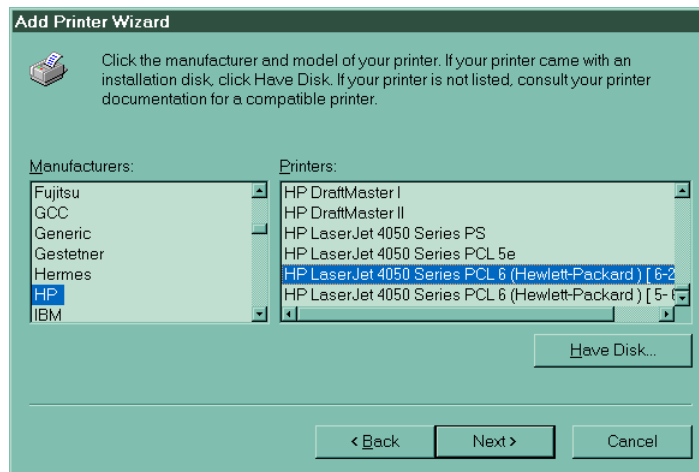 Add Printer Wizard
Click the manufacturer and model of your printer. If your printer came with an
installation disk, click Have Disk. If your printer is not listed, consult your printer
documentation for a compatible printer.
Manufacturers:
Fujitsu
GCC
Generic
Gestetner
Hermes
HP
IBM
Printers:
HP DraftMaster I
HP DraftMaster II
HP LaserJet 4050 Series PS
HP LaserJet 4050 Series PCL 5e
HP LaserJet 4050 Series PCL 6 (Hewlett-Packard ) [ 6-2
HP LaserJet 4050 Series PCL 6 (Hewlett-Packard ) [ 5-
Have Disk...
< Back
Next >
Cancel